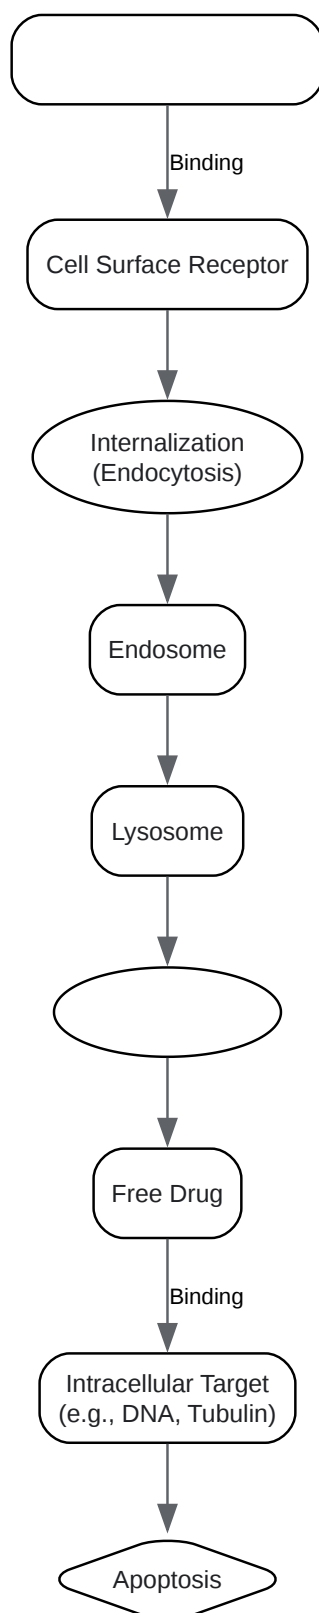 Binding
Cell Surface Receptor
Internalization
(Endocytosis)
Endosome
Lysosome
Free Drug
Binding
Intracellular Target
(e.g., DNA, Tubulin)
Apoptosis